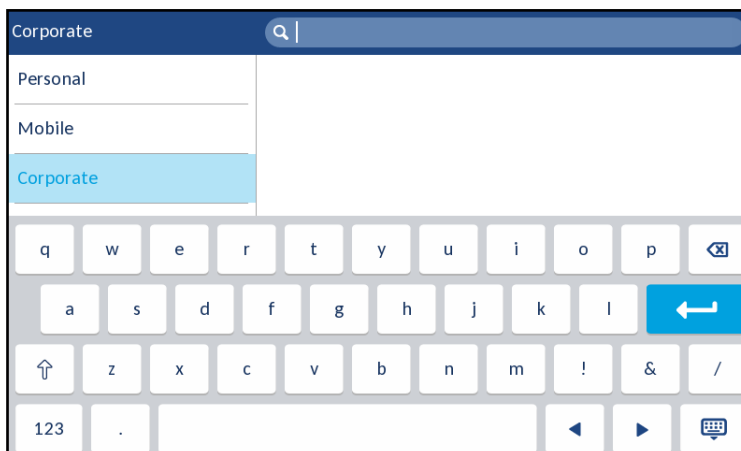 Corporate
Personal
Mobile
Corporate
q w e r t y u i o p
a s d f g h j k l
z x c v b n m ! & /
123 .